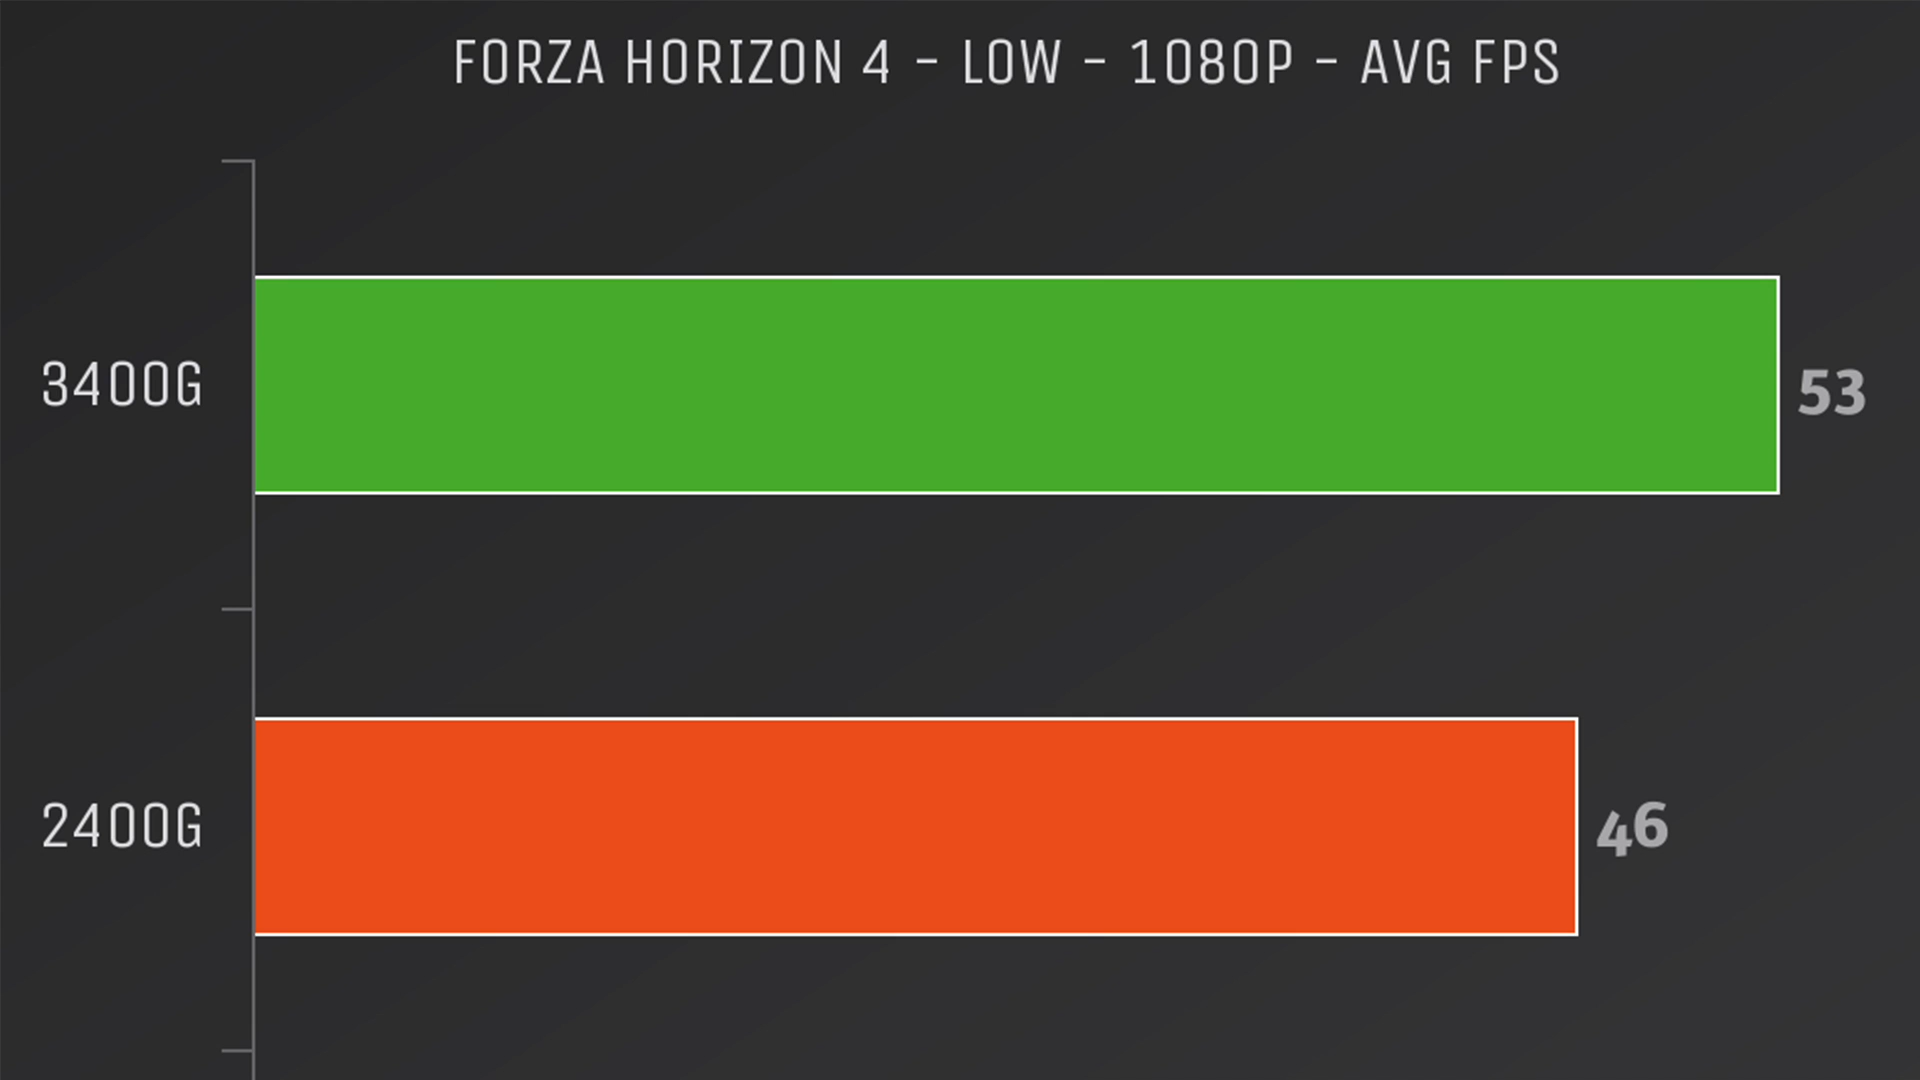 FORZA HORIZON 4 - LOW - 1080P - AVG FPS
3400G
53
2400G
46